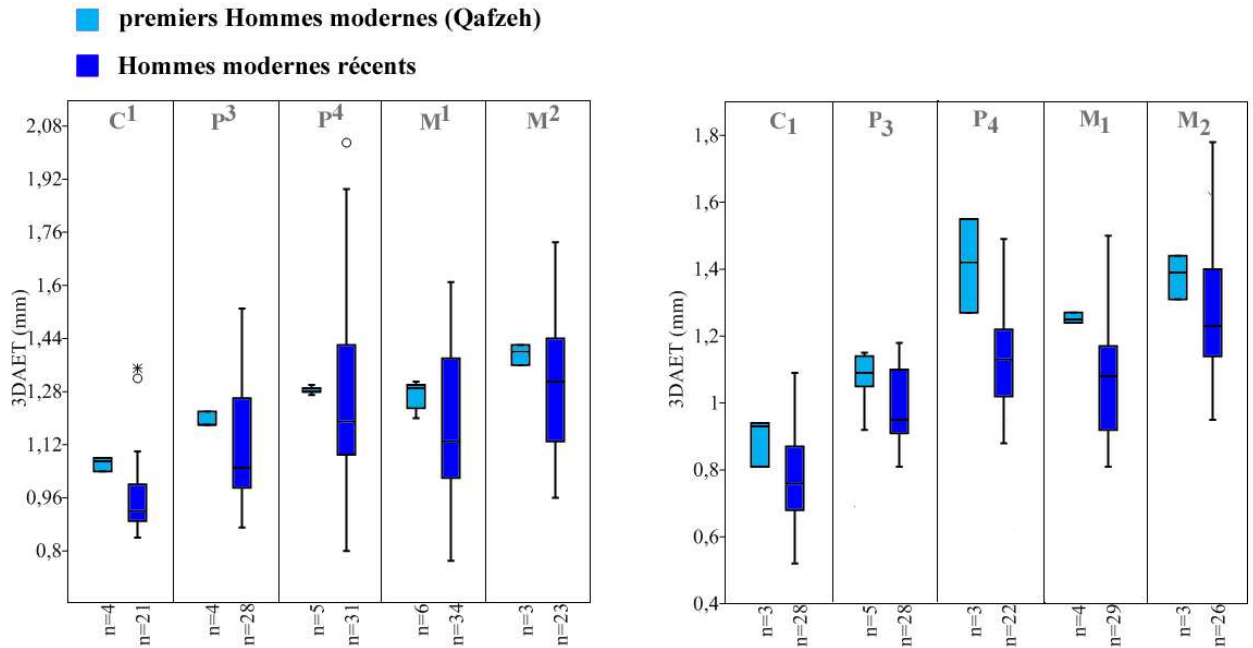 premiers Hommes modernes (Qafzeh)
Hommes modernes récents
C1 P3 P4 M1 M2
2,08
1,92
1,76
1,6
1,44
1,28
1,12
0,96
0,8
3DAET (mm)
n=4 n=21 n=4 n=28 n=5 n=31 n=6 n=34 n=3 n=23
C1 P3 P4 M1 M2
1,8
1,6
1,4
1,2
1
0,8
0,6
0,4
3DAET (mm)
n=3 n=28 n=5 n=28 n=3 n=22 n=4 n=29 n=3 n=26